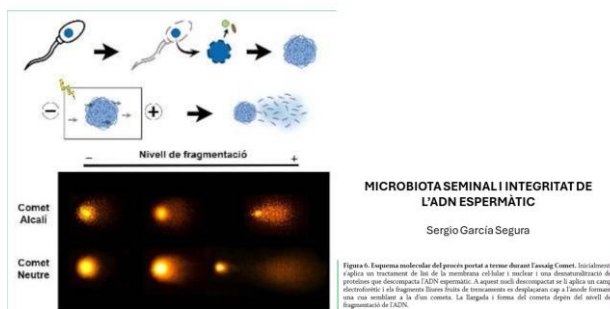 Nivell de fragmentació
− +
Comet
Alcalí
Comet
Neutre
MICROBIOTA SEMINAL I INTEGRITAT DE
L'ADN ESPERMÀTIC
Sergio García Segura
Figura 6. Esquema molecular del procés portat a terme durant l'assaig Comet. Inicialment
s'aplica un tractament de lisi de la membrana cel·lular i nuclear i una desnaturalització de
proteïnes que descompacta l'ADN espermàtic. A aquest nucli descompactat se li aplica un camp
electroforètic i els fragments lliures fruits de trencaments es desplaçaran cap a l'ànode formant
una cua semblant a la d'un cometa. La llargada i forma del cometa depèn del nivell de
fragmentació de l'ADN.